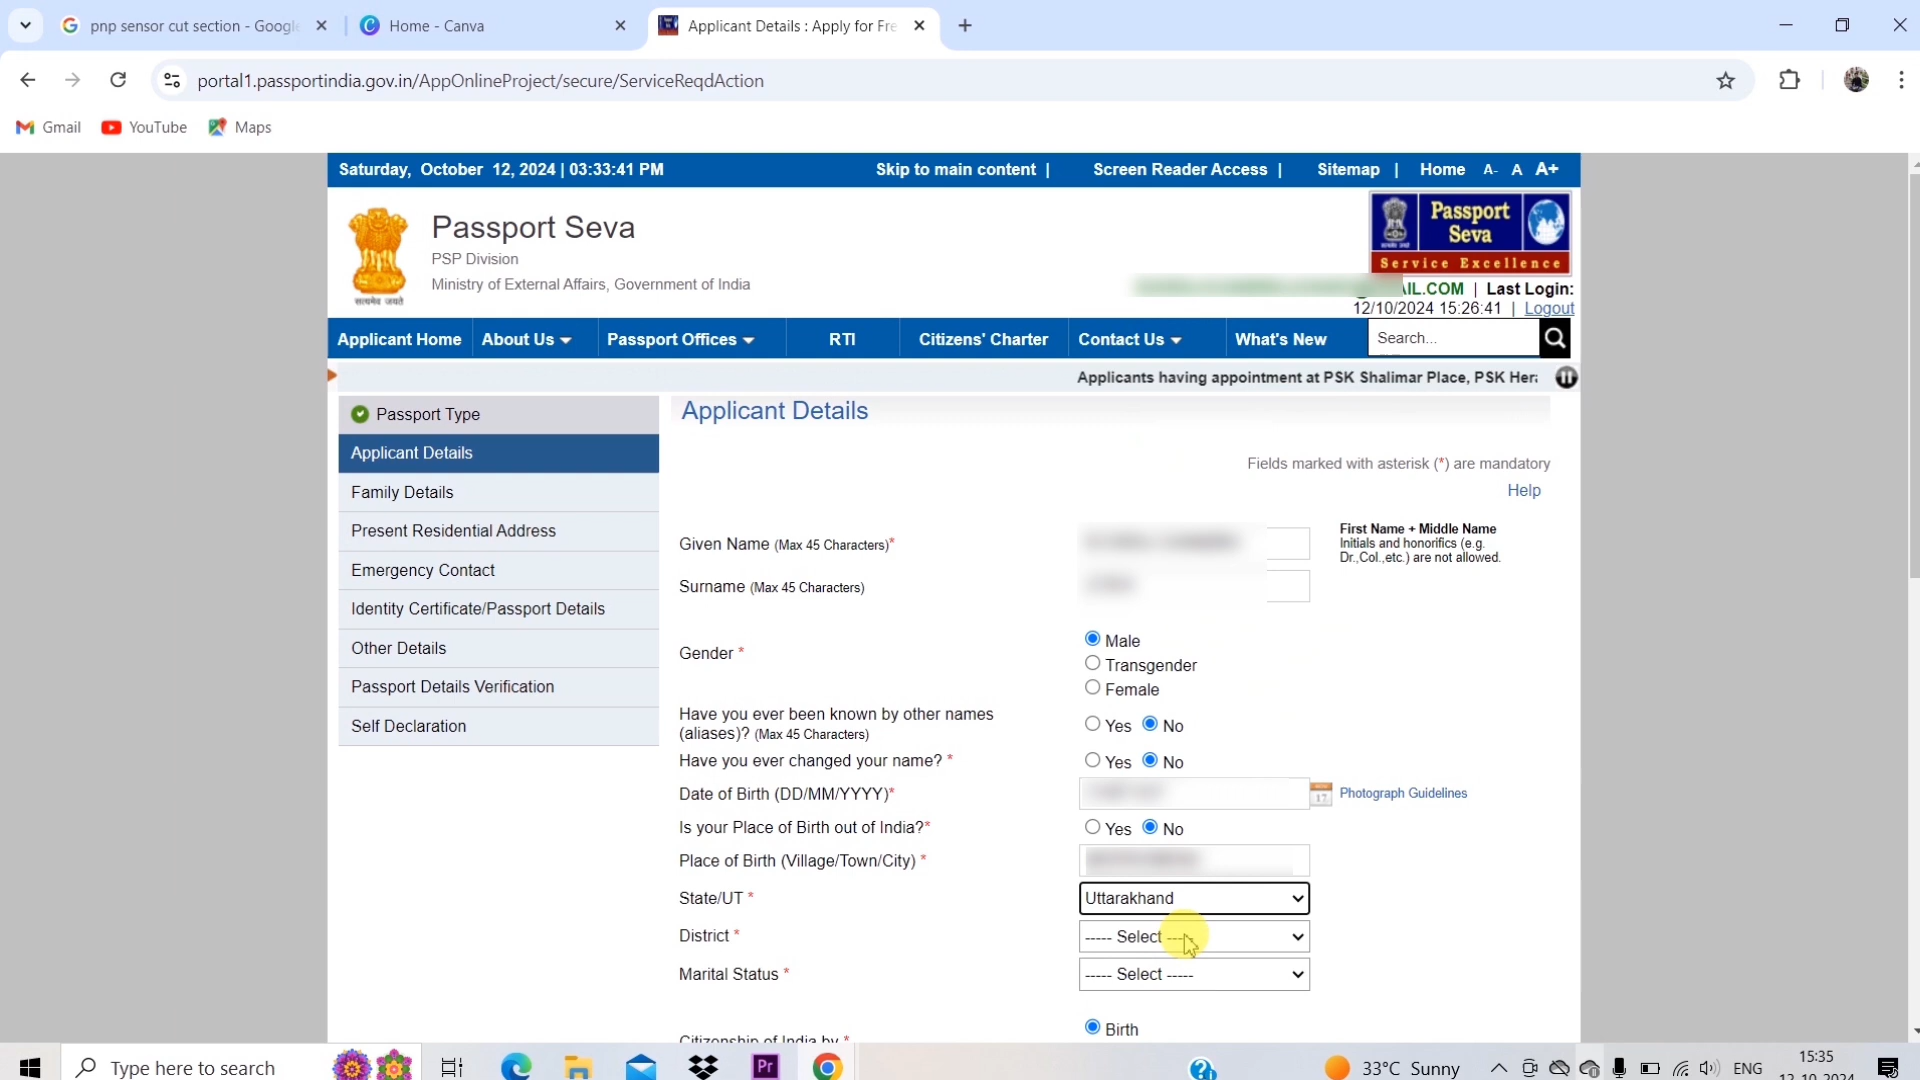 pnp sensor cut section - Googl
Home - Canva
Applicant Details : Apply for Fre
portal1.passportindia.gov.in/AppOnlineProject/secure/ServiceReqdAction
Gmail YouTube Maps
Saturday, October 12, 2024 | 03:33:41 PM Skip to main content | Screen Reader Access | Sitemap | Home A- A A+
Passport Seva
PSP Division
Ministry of External Affairs, Government of India
सत्यमेव जयते
Passport
Seva
Service Excellence
AIL.COM | Last Login:
12/10/2024 15:26:41 | Logout
Applicant Home About Us Passport Offices RTI Citizens' Charter Contact Us What's New Search...
Applicants having appointment at PSK Shalimar Place, PSK Her
Passport Type
Applicant Details
Family Details
Present Residential Address
Emergency Contact
Identity Certificate/Passport Details
Other Details
Passport Details Verification
Self Declaration
Applicant Details
Fields marked with asterisk (*) are mandatory
Help
Given Name (Max 45 Characters)*
First Name + Middle Name
Initials and honorifics (e.g.
Dr.,Col.,etc.) are not allowed.
Surname (Max 45 Characters)
Gender *
Male
Transgender
Female
Have you ever been known by other names
(aliases)? (Max 45 Characters)
Yes No
Have you ever changed your name? *
Yes No
Date of Birth (DD/MM/YYYY)*
17
Photograph Guidelines
Is your Place of Birth out of India?*
Yes No
Place of Birth (Village/Town/City) *
State/UT *
Uttarakhand
District *
----- Select -----
Marital Status *
----- Select -----
Citizenship of India by *
Birth
Type here to search
Pr
33°C Sunny
ENG
15:35
12-10-2024